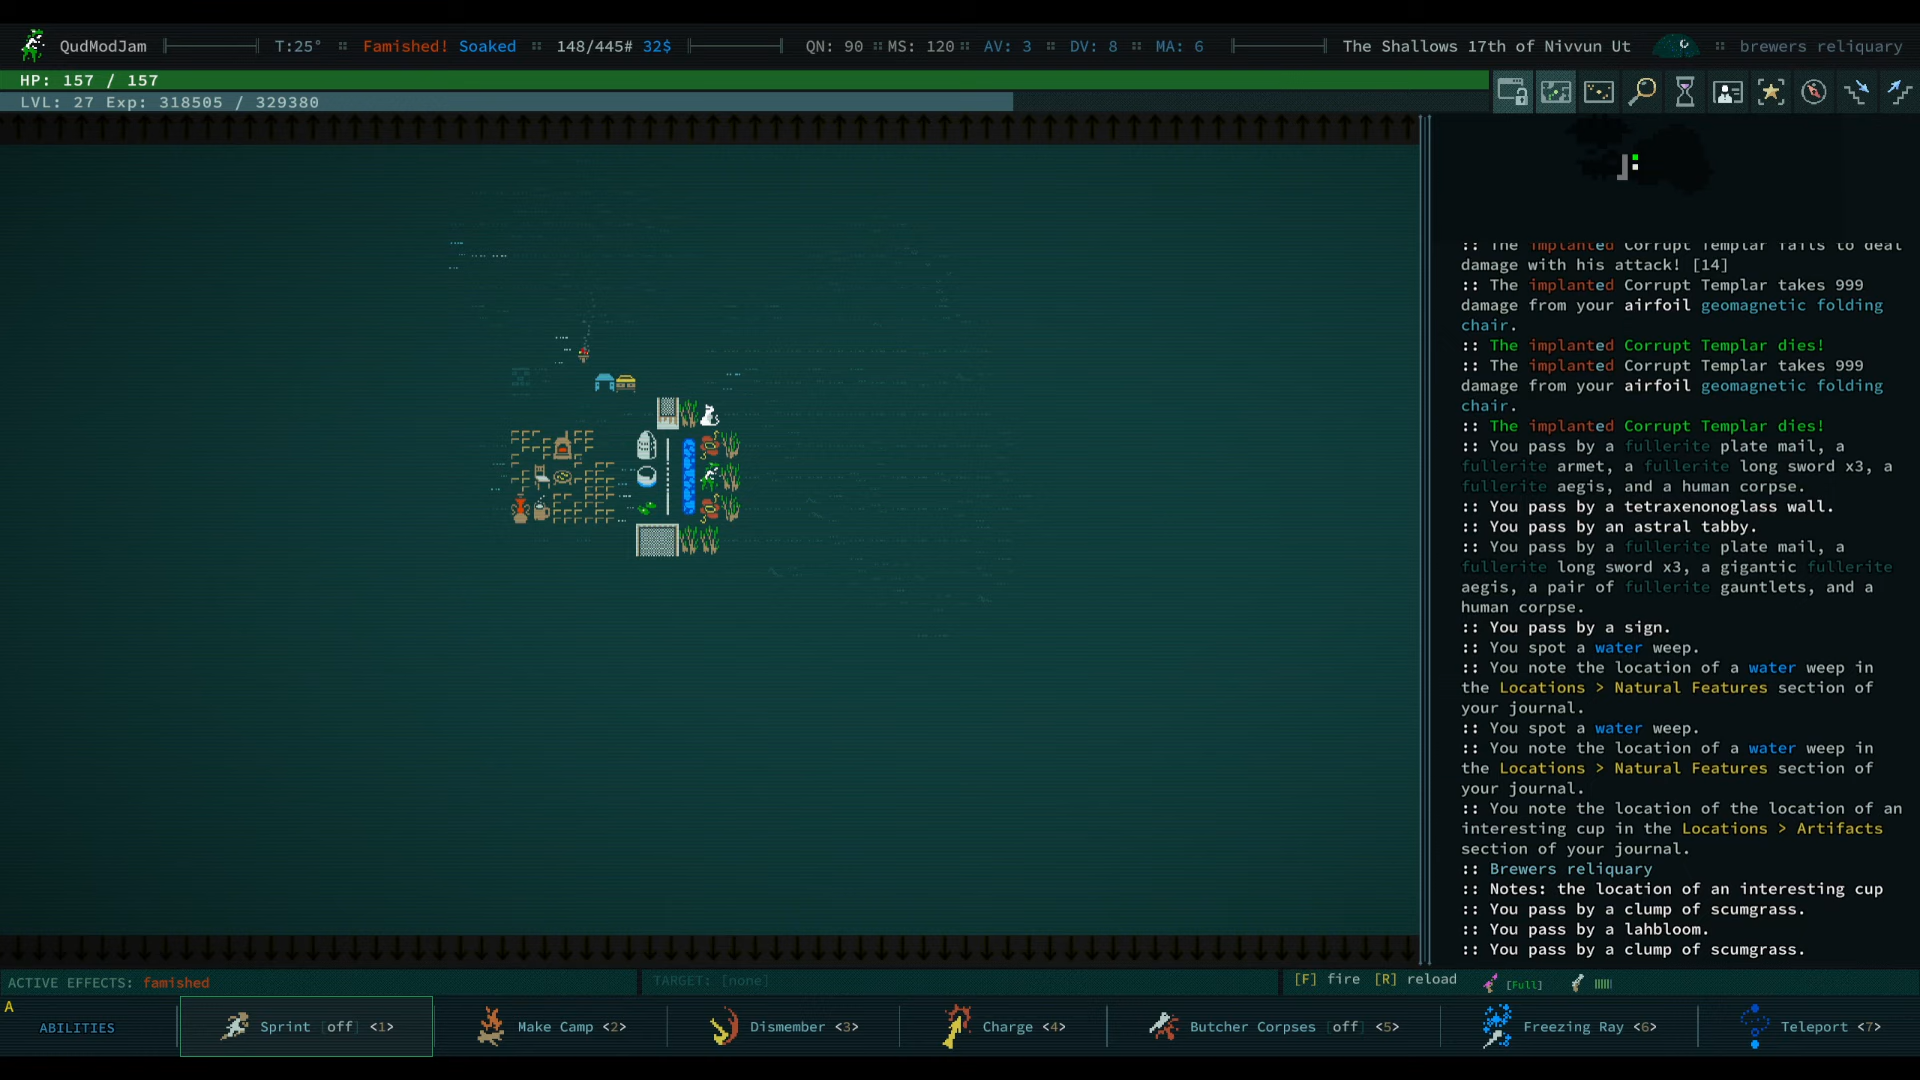 QudModJam T:25° Famished! Soaked 148/445# 32$ QN: 90 MS: 120 AV: 3 DV: 8 MA: 6 The Shallows 17th of Nivvun Ut brewers reliquary
HP: 157 / 157
LVL: 27 Exp: 318505 / 329380
:: The implanted Corrupt Templar fails to deal
damage with his attack! [14]
:: The implanted Corrupt Templar takes 999
damage from your airfoil geomagnetic folding
chair.
:: The implanted Corrupt Templar dies!
:: The implanted Corrupt Templar takes 999
damage from your airfoil geomagnetic folding
chair.
:: The implanted Corrupt Templar dies!
:: You pass by a fullerite plate mail, a
fullerite armet, a fullerite long sword x3, a
fullerite aegis, and a human corpse.
:: You pass by a tetraxenonoglass wall.
:: You pass by an astral tabby.
:: You pass by a fullerite plate mail, a
fullerite long sword x3, a gigantic fullerite
aegis, a pair of fullerite gauntlets, and a
human corpse.
:: You pass by a sign.
:: You spot a water weep.
:: You note the location of a water weep in
the Locations > Natural Features section of
your journal.
:: You spot a water weep.
:: You note the location of a water weep in
the Locations > Natural Features section of
your journal.
:: You note the location of the location of an
interesting cup in the Locations > Artifacts
section of your journal.
:: Brewers reliquary
:: Notes: the location of an interesting cup
:: You pass by a clump of scumgrass.
:: You pass by a lahbloom.
:: You pass by a clump of scumgrass.
ACTIVE EFFECTS: famished TARGET: [none] [F] fire [R] reload [Full]
A
ABILITIES Sprint [off] <1> Make Camp <2> Dismember <3> Charge <4> Butcher Corpses [off] <5> Freezing Ray <6> Teleport <7>